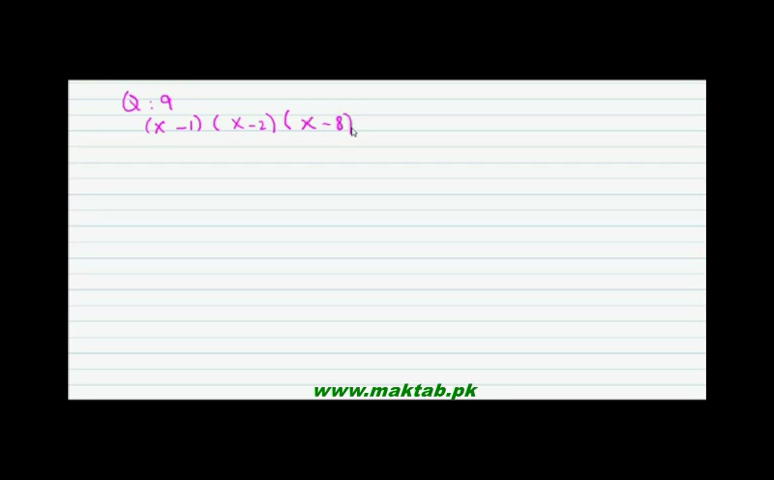 Q : 9
(x - 1) ( x - 2) ( x - 8)
www.maktab.pk